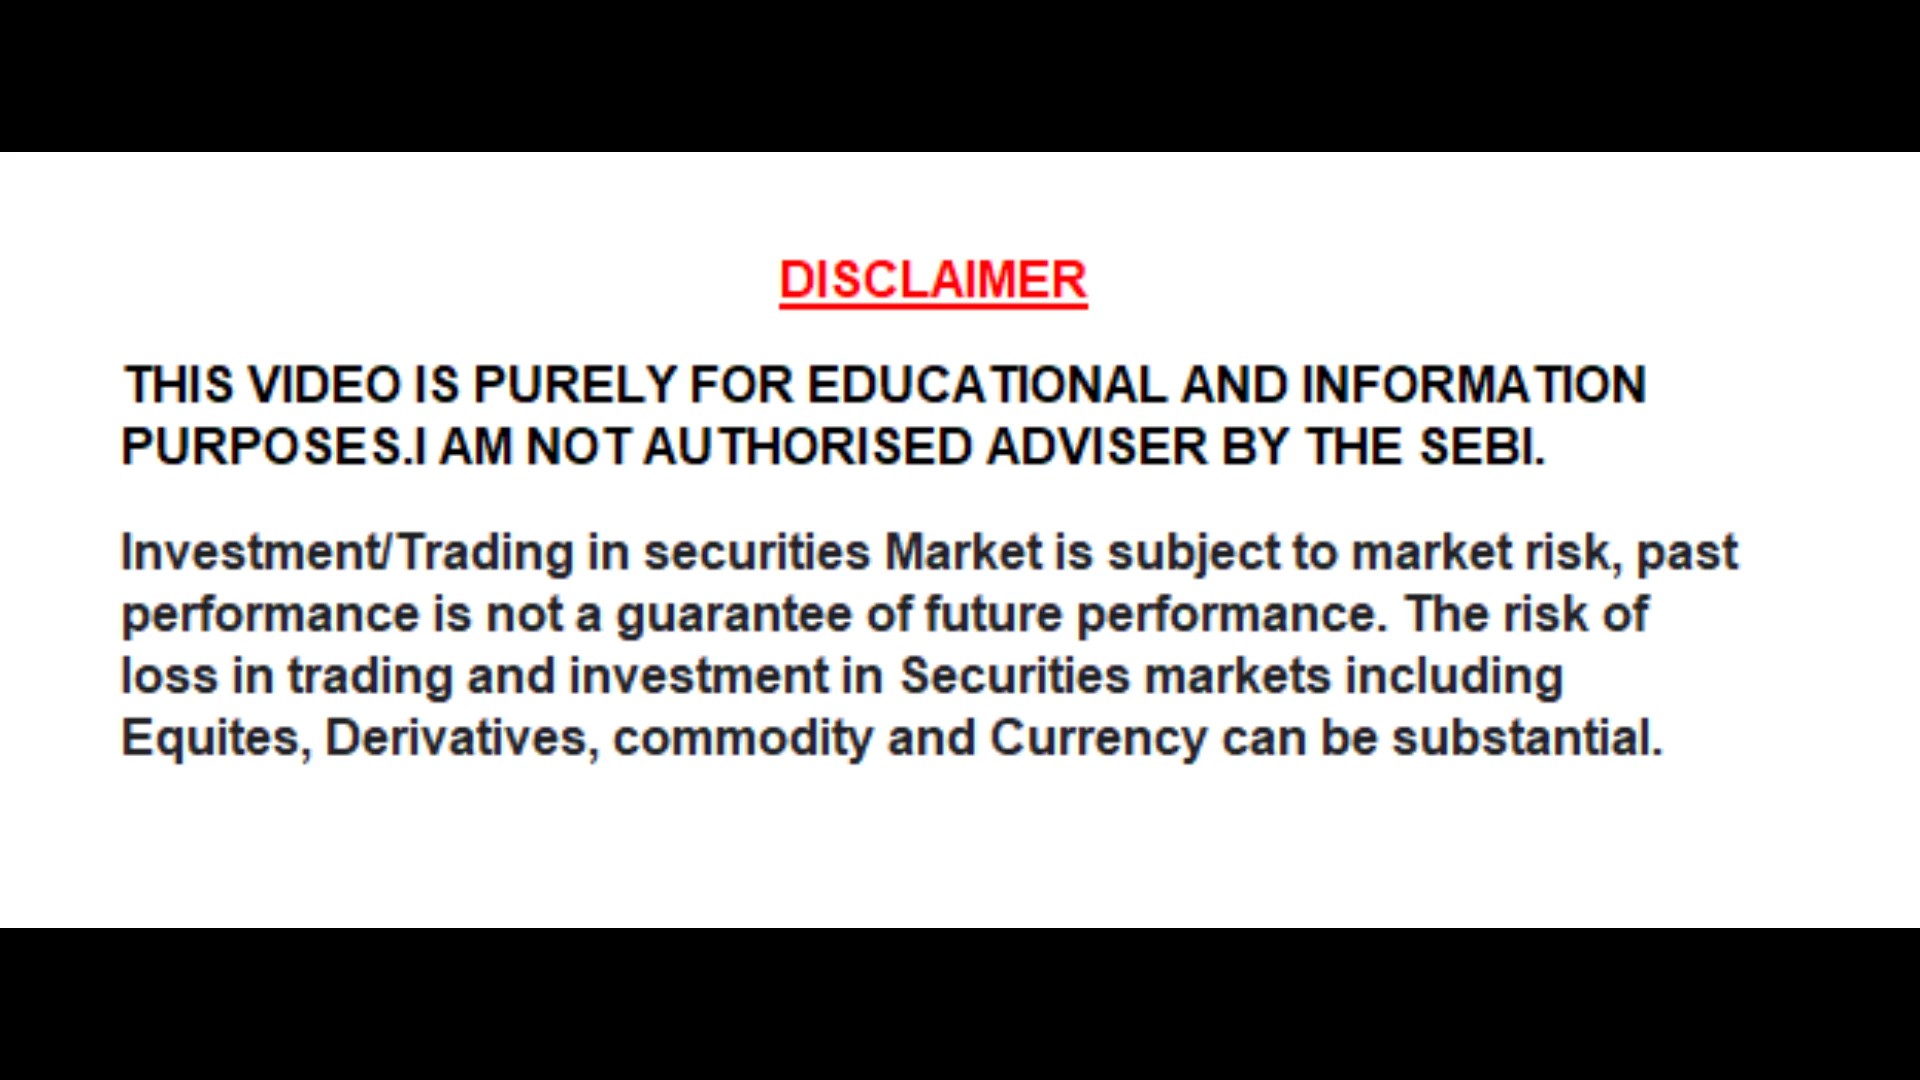 DISCLAIMER
THIS VIDEO IS PURELY FOR EDUCATIONAL AND INFORMATION
PURPOSES.I AM NOT AUTHORISED ADVISER BY THE SEBI.
Investment/Trading in securities Market is subject to market risk, past
performance is not a guarantee of future performance. The risk of
loss in trading and investment in Securities markets including
Equites, Derivatives, commodity and Currency can be substantial.